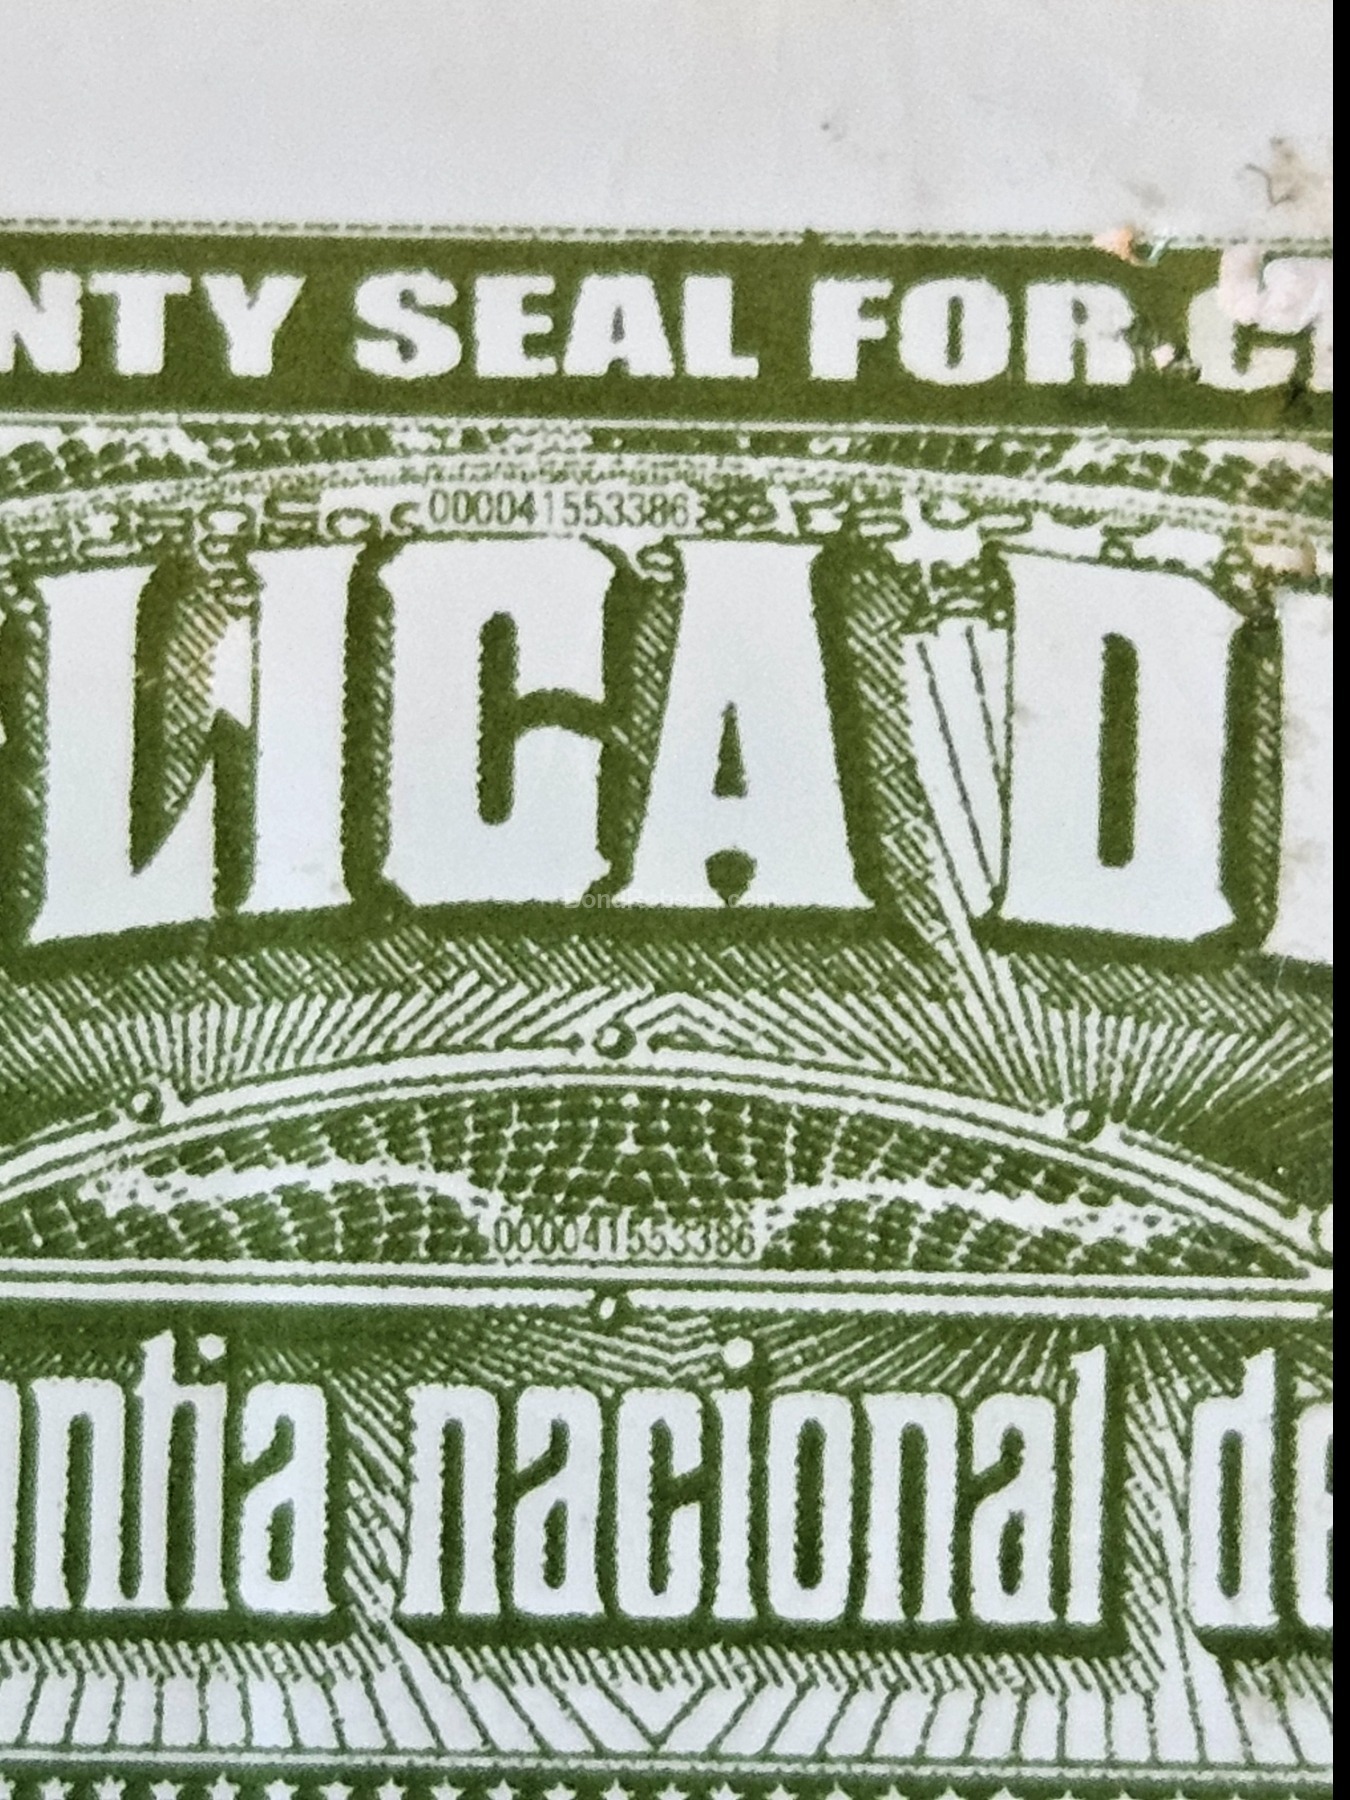 NTY SEAL FOR C
000041553386
LICA D
000041553386
ntia nacional de